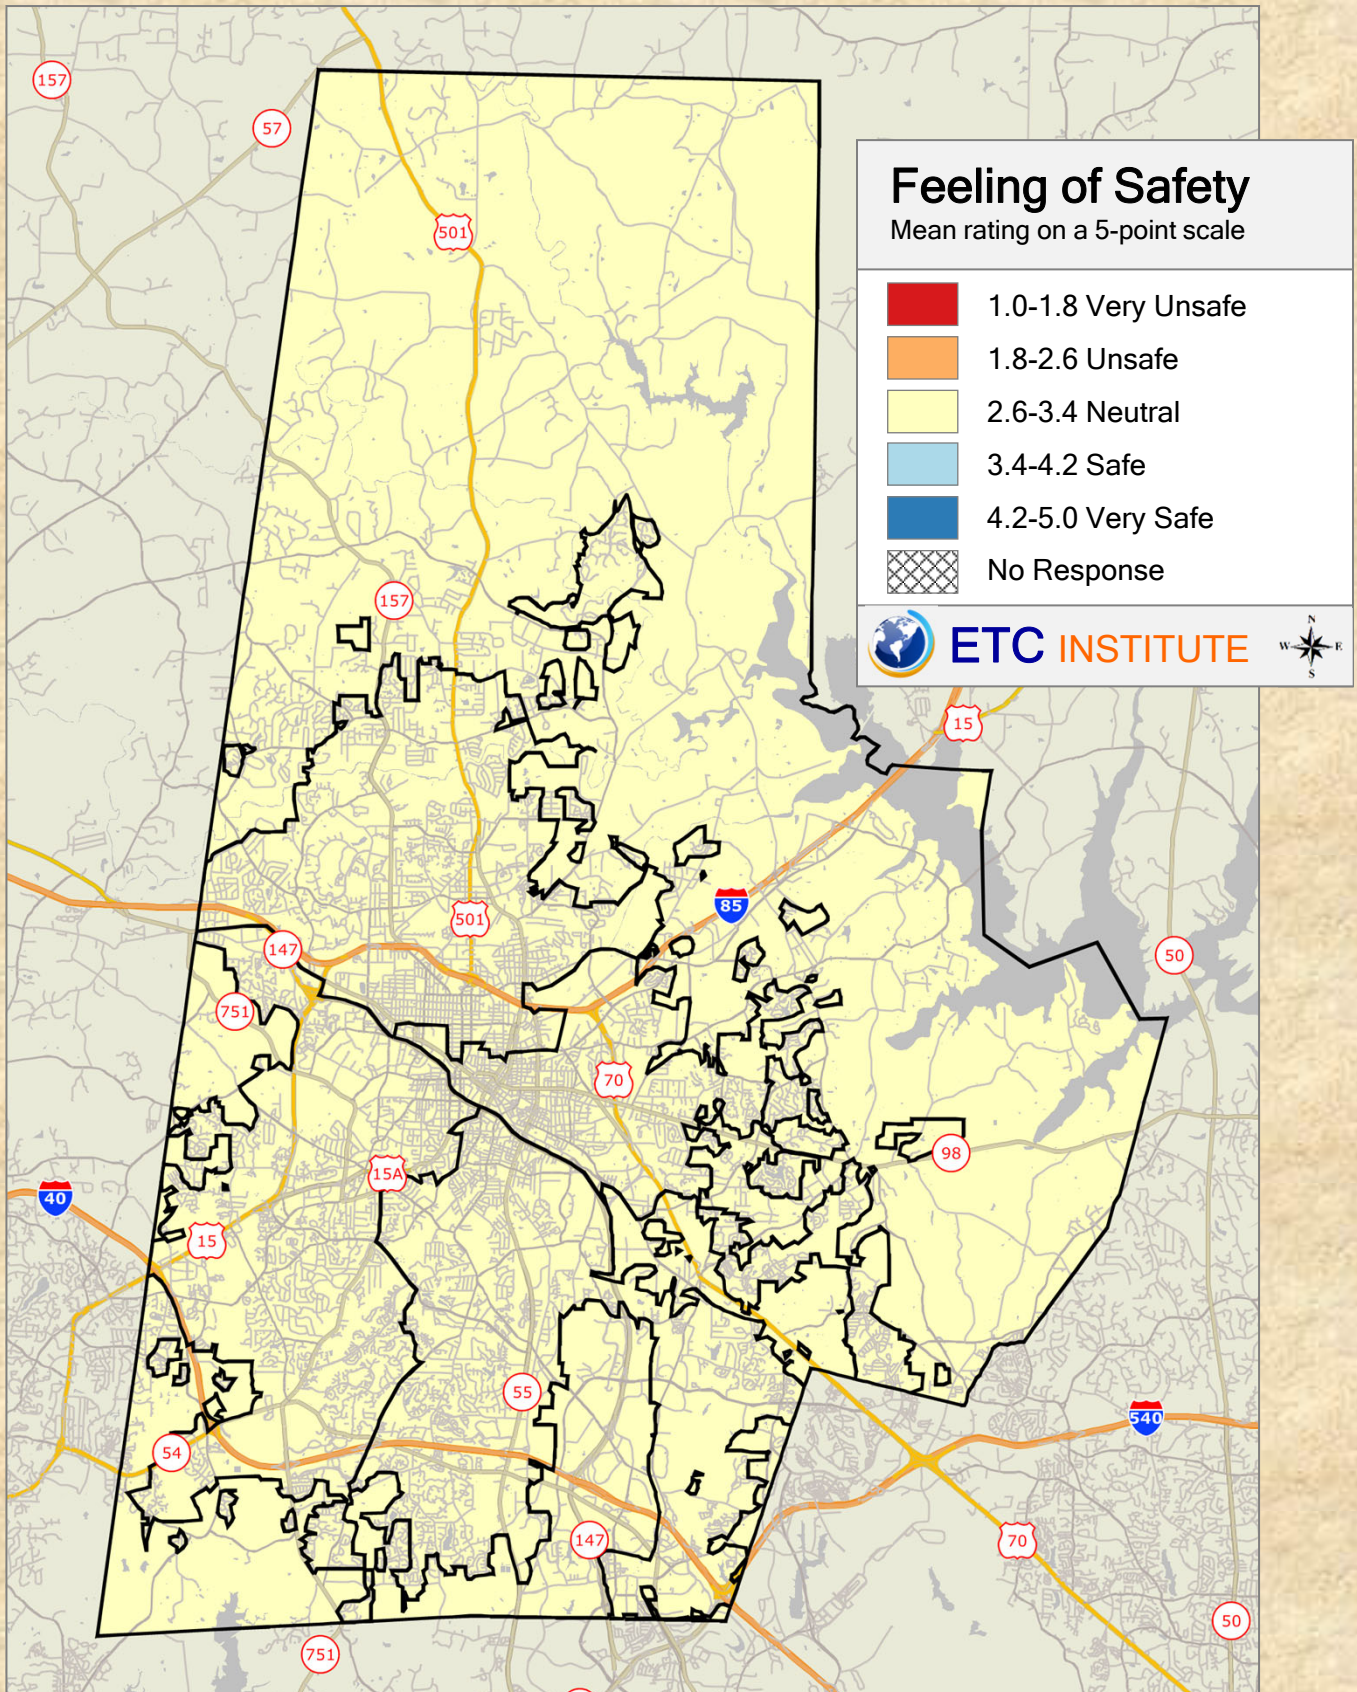 157
57
501
Feeling of Safety
Mean rating on a 5-point scale
1.0-1.8 Very Unsafe
1.8-2.6 Unsafe
2.6-3.4 Neutral
3.4-4.2 Safe
4.2-5.0 Very Safe
No Response
ETC INSTITUTE
N
W
E
S
157
15
85
501
147
50
751
70
98
15A
40
15
55
540
54
147
70
50
751